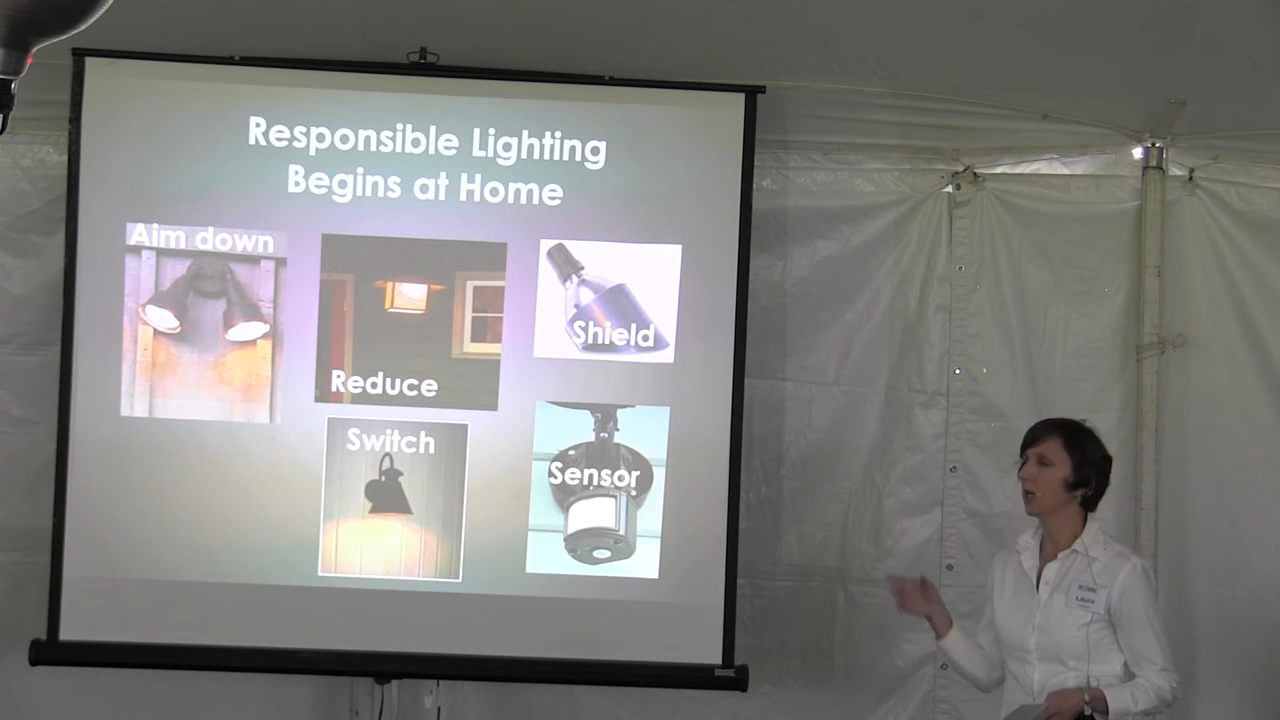 Responsible Lighting
Begins at Home
Aim down
Reduce
Shield
Switch
Sensor
Laura